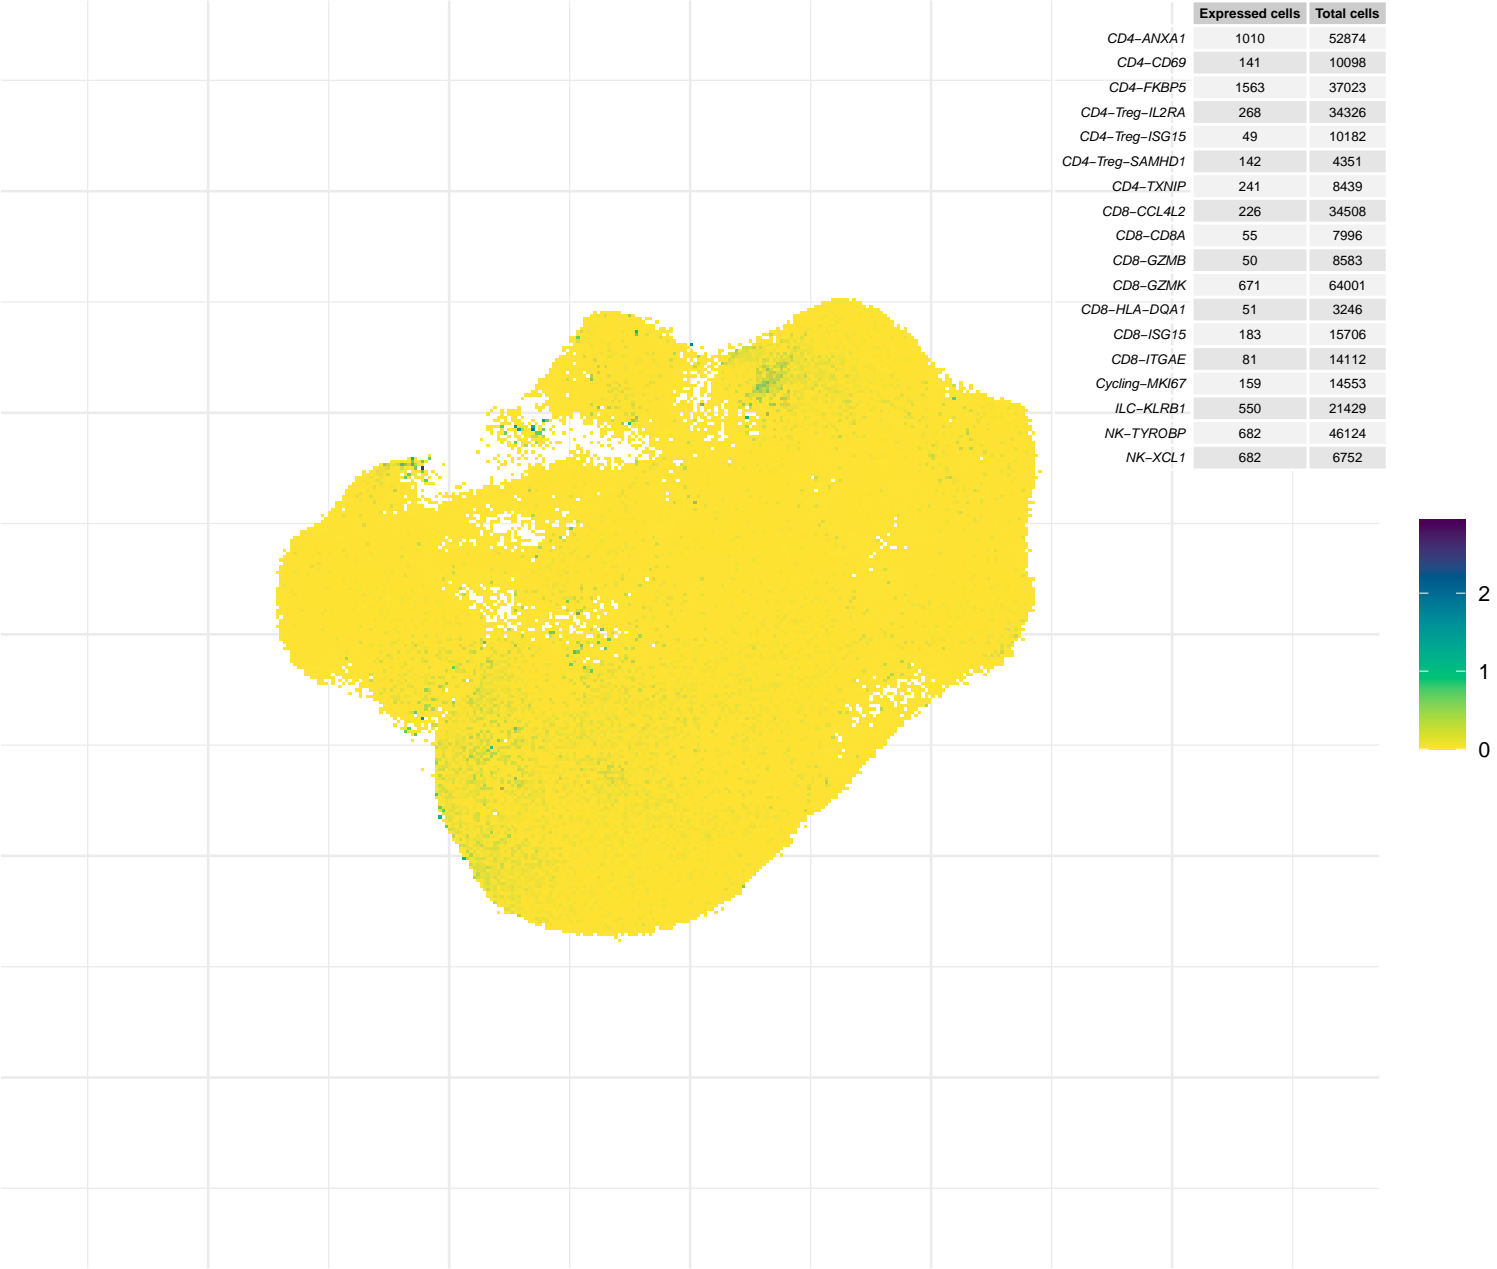 Expressed cells Total cells
CD4−ANXA1 1010 52874
CD4−CD69 141 10098
CD4−FKBP5 1563 37023
CD4−Treg−IL2RA 268 34326
CD4−Treg−ISG15 49 10182
CD4−Treg−SAMHD1 142 4351
CD4−TXNIP 241 8439
CD8−CCL4L2 226 34508
CD8−CD8A 55 7996
CD8−GZMB 50 8583
CD8−GZMK 671 64001
CD8−HLA−DQA1 51 3246
CD8−ISG15 183 15706
CD8−ITGAE 81 14112
Cycling−MKI67 159 14553
ILC−KLRB1 550 21429
NK−TYROBP 682 46124
NK−XCL1 682 6752
2
1
0